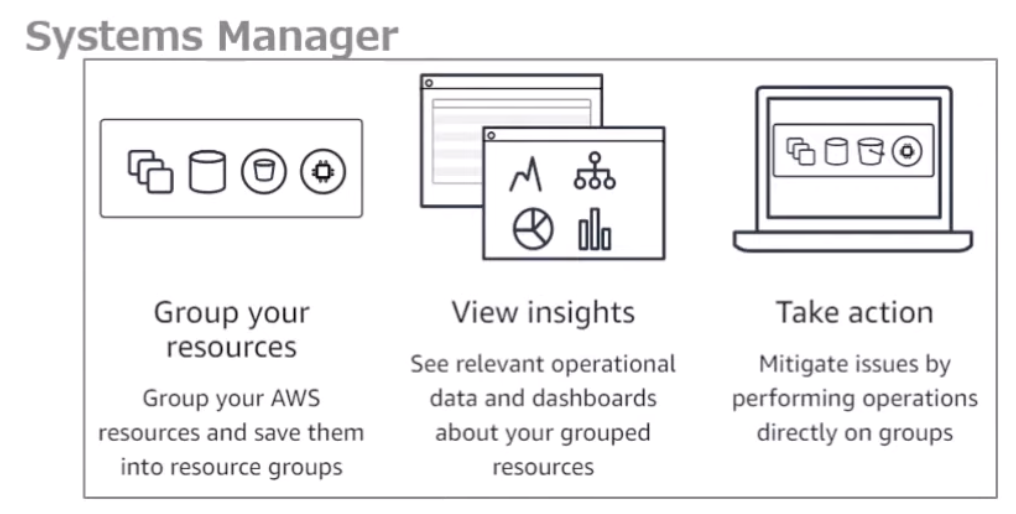 Systems Manager
Group your
resources
Group your AWS
resources and save them
into resource groups
View insights
See relevant operational
data and dashboards
about your grouped
resources
Take action
Mitigate issues by
performing operations
directly on groups